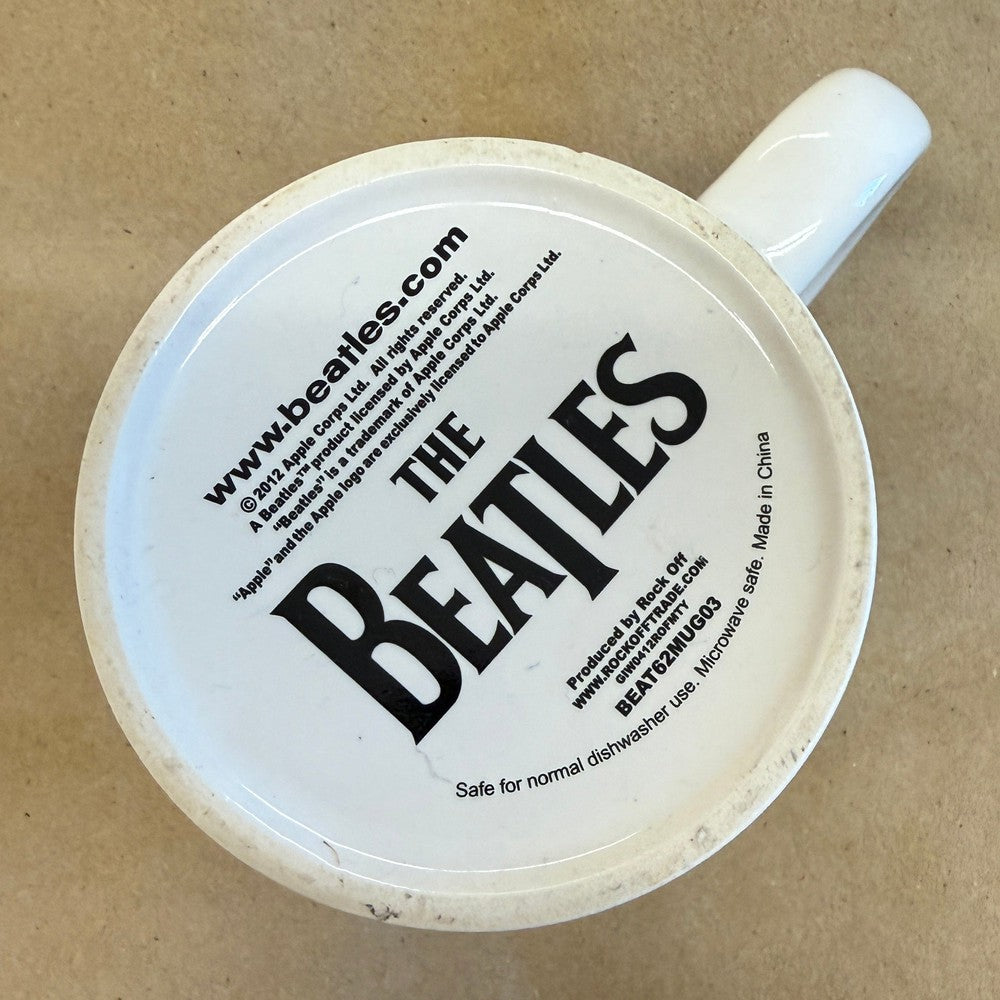 www.beatles.com
© 2012 Apple Corps Ltd. All rights reserved.
A Beatles™ product licensed by Apple Corps Ltd.
“Beatles” is a trademark of Apple Corps Ltd.
“Apple” and the Apple logo are exclusively licensed to Apple Corps Ltd.
THE
BEATLES
Produced by Rock Off
WWW.ROCKOFFTRADE.COM
GIW0412ROFMTY
BEAT62MUG03
Safe for normal dishwasher use. Microwave safe. Made in China